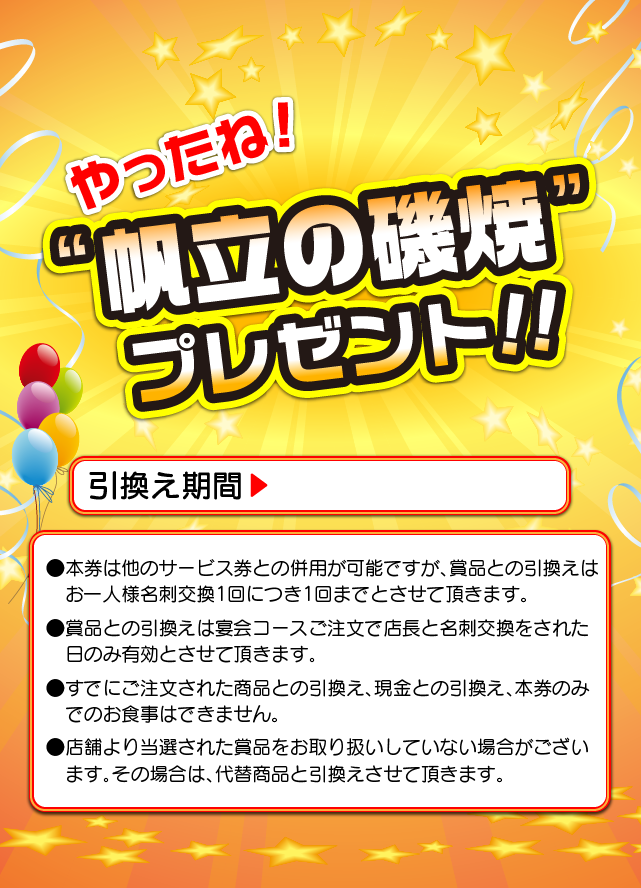 やったね!
“帆立の磯焼”
プレゼント!!
引換え期間▶
●本券は他のサービス券との併用が可能ですが、賞品との引換えは
お一人様名刺交換1回につき1回までとさせて頂きます。
●賞品との引換えは宴会コースご注文で店長と名刺交換をされた
日のみ有効とさせて頂きます。
●すでにご注文された商品との引換え、現金との引換え、本券のみ
でのお食事はできません。
●店舗より当選された賞品をお取り扱いしていない場合がござい
ます。その場合は、代替商品と引換えさせて頂きます。